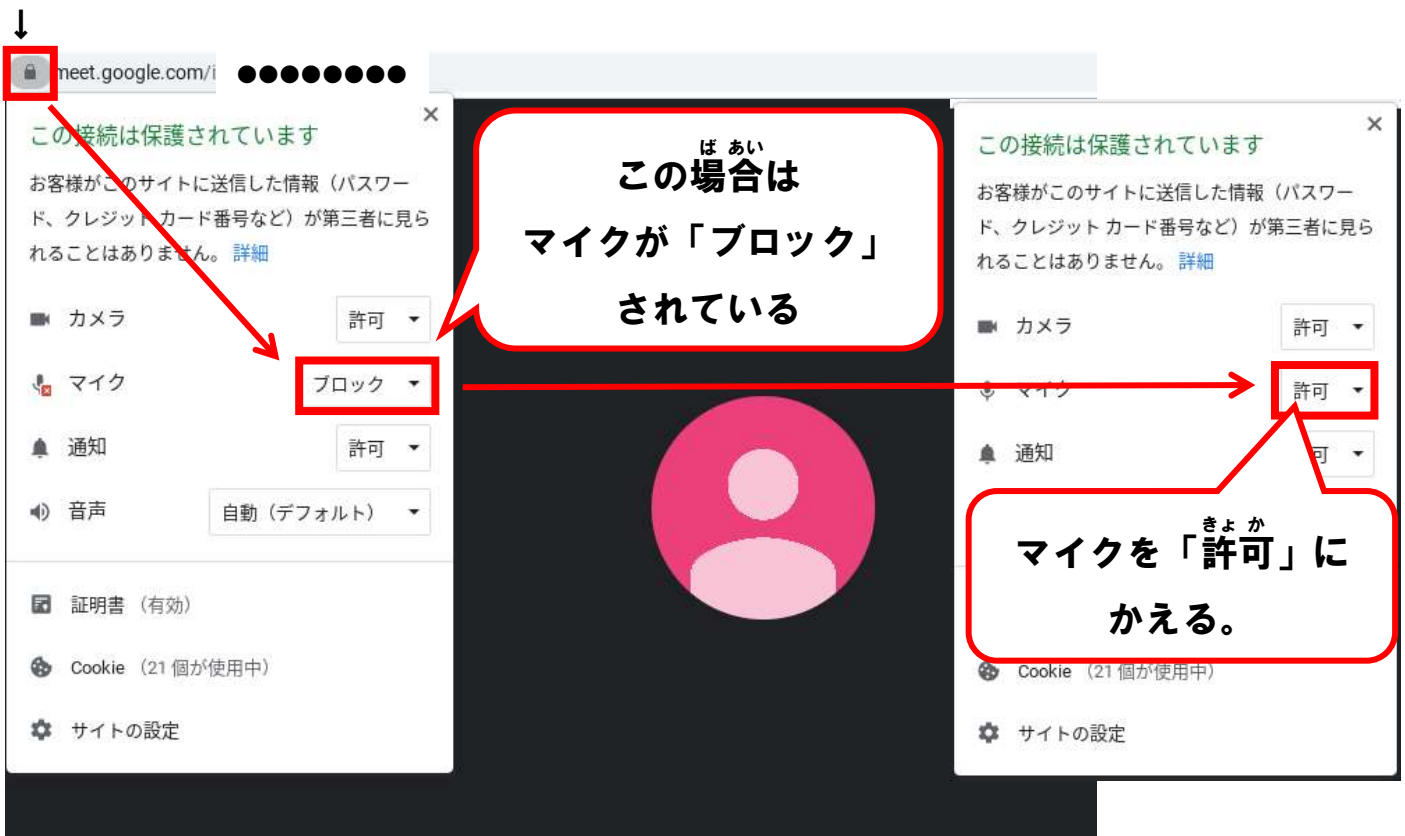 ↓
meet.google.com/i ●●●●●●●●
この接続は保護されています
お客様がこのサイトに送信した情報（パスワー
ド、クレジット カード番号など）が第三者に見ら
れることはありません。 詳細
カメラ
許可
マイク
ブロック
通知
許可
音声
自動（デフォルト）
証明書 （有効）
Cookie （21 個が使用中）
サイトの設定
ば あい
この場合は
マイクが「ブロック」
されている
この接続は保護されています
お客様がこのサイトに送信した情報（パスワー
ド、クレジット カード番号など）が第三者に見ら
れることはありません。 詳細
カメラ
許可
マイク
許可
通知
可
きょ か
マイクを「許可」に
かえる。
Cookie （21 個が使用中）
サイトの設定